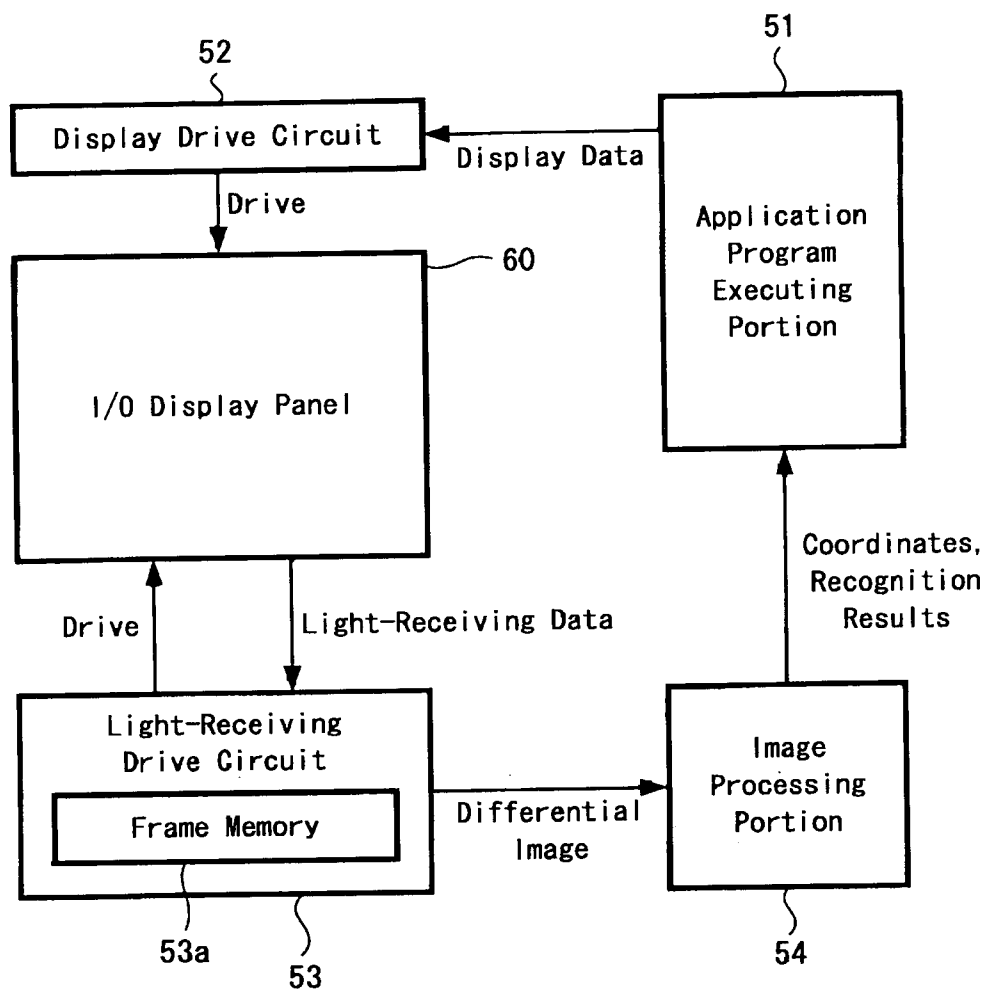 51
52
Display Drive Circuit
Display Data
Drive
Application
Program
Executing
Portion
60
I/O Display Panel
Coordinates,
Recognition
Results
Drive
Light-Receiving Data
Light-Receiving
Drive Circuit
Frame Memory
Differential
Image
Image
Processing
Portion
53a
53
54